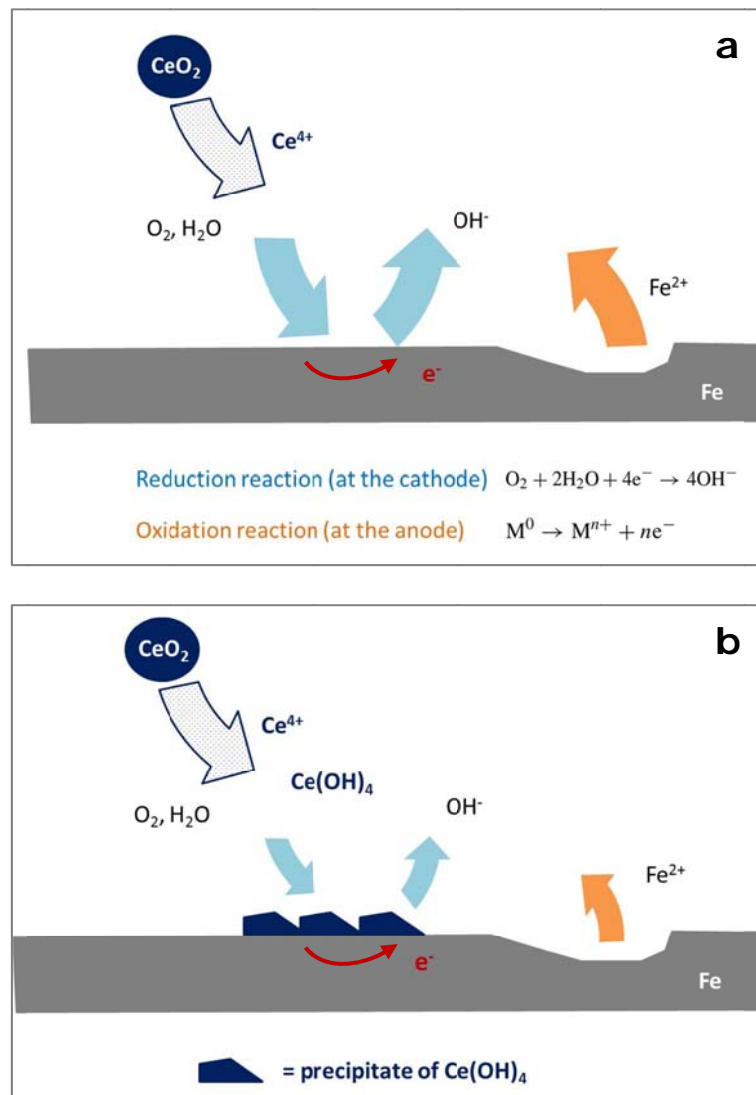 a
CeO₂
Ce⁴⁺
O₂, H₂O
OH⁻
Fe²⁺
e⁻
Fe
Reduction reaction (at the cathode) O₂ + 2H₂O + 4e⁻ → 4OH⁻
Oxidation reaction (at the anode) M⁰ → Mⁿ⁺ + ne⁻
b
CeO₂
Ce⁴⁺
Ce(OH)₄
O₂, H₂O
OH⁻
Fe²⁺
e⁻
Fe
= precipitate of Ce(OH)₄